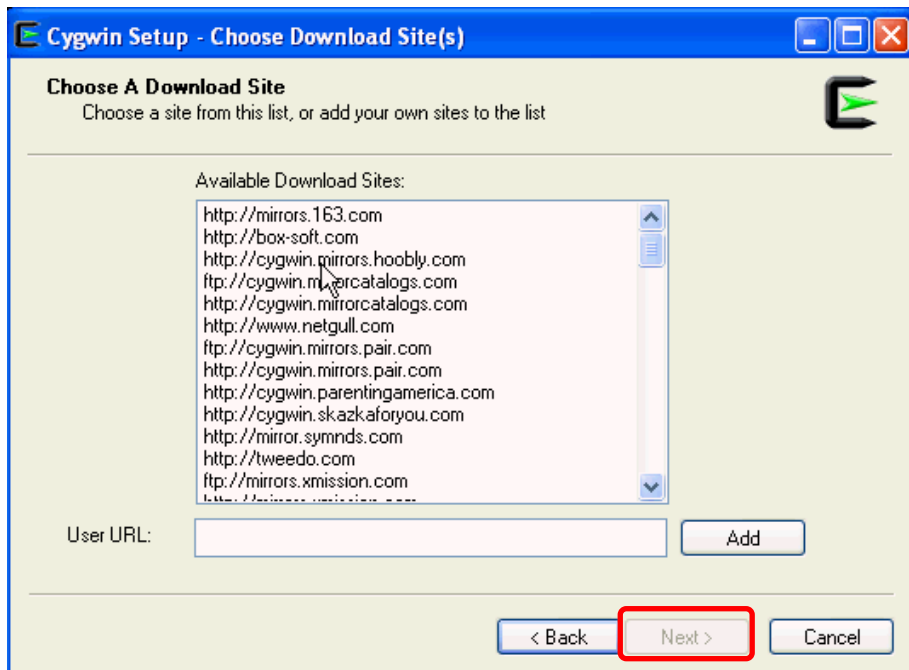 Cygwin Setup - Choose Download Site(s)
Choose A Download Site
Choose a site from this list, or add your own sites to the list
Available Download Sites:
http://mirrors.163.com
http://box-soft.com
http://cygwin.mirrors.hoobly.com
ftp://cygwin.mirrorcatalogs.com
http://cygwin.mirrorcatalogs.com
http://www.netgull.com
ftp://cygwin.mirrors.pair.com
http://cygwin.mirrors.pair.com
http://cygwin.parentingamerica.com
http://cygwin.skazkaforyou.com
http://mirror.symnds.com
http://tweedo.com
ftp://mirrors.xmission.com
User URL:
Add
< Back
Next >
Cancel